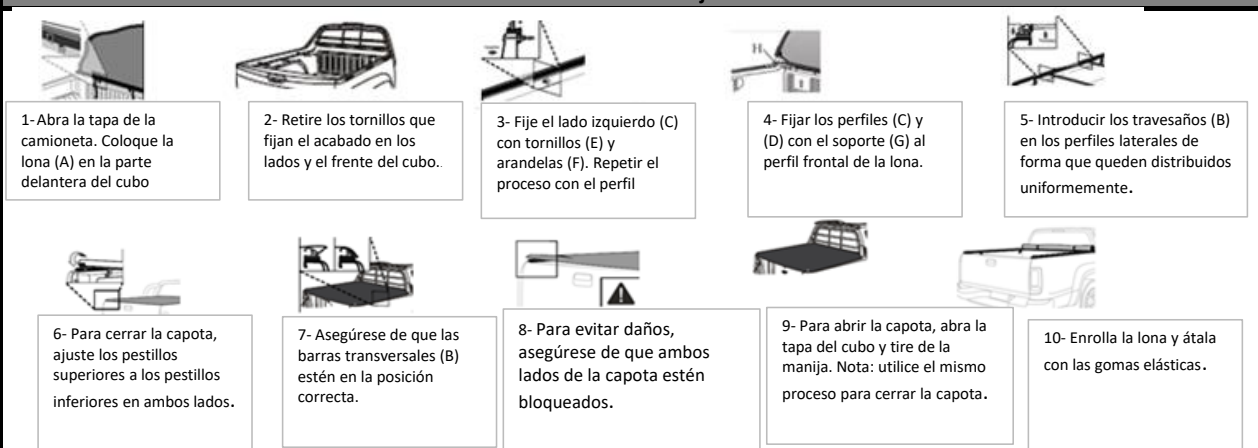 H
1- Abra la tapa de la
camioneta. Coloque la
lona (A) en la parte
delantera del cubo
2- Retire los tornillos que
fijan el acabado en los
lados y el frente del cubo..
3- Fije el lado izquierdo (C)
con tornillos (E) y
arandelas (F). Repetir el
proceso con el perfil
4- Fijar los perfiles (C) y
(D) con el soporte (G) al
perfil frontal de la lona.
5- Introducir los travesaños (B)
en los perfiles laterales de
forma que queden distribuidos
uniformemente.
6- Para cerrar la capota,
ajuste los pestillos
superiores a los pestillos
inferiores en ambos lados.
7- Asegúrese de que las
barras transversales (B)
estén en la posición
correcta.
8- Para evitar daños,
asegúrese de que ambos
lados de la capota estén
bloqueados.
9- Para abrir la capota, abra la
tapa del cubo y tire de la
manija. Nota: utilice el mismo
proceso para cerrar la capota.
10- Enrolla la lona y átala
con las gomas elásticas.